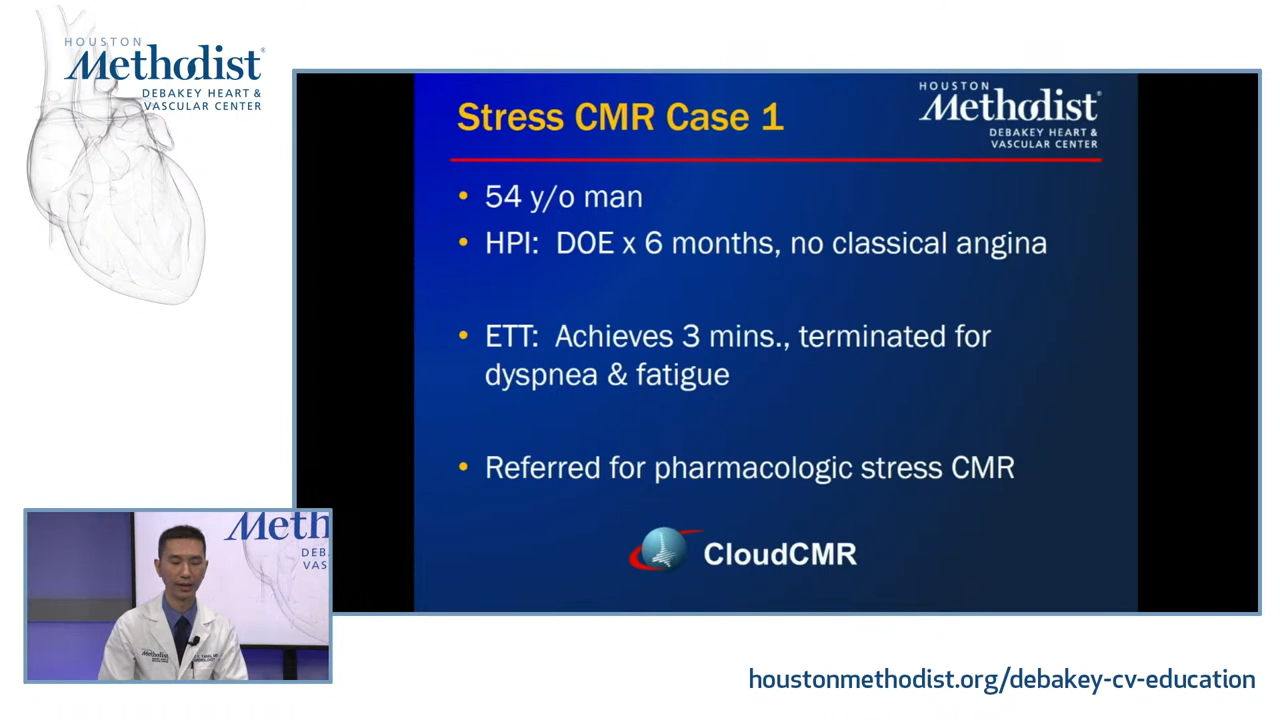 HOUSTON
Methodist
DEBAKEY HEART &
VASCULAR CENTER
Stress CMR Case 1
HOUSTON
Methodist
DEBAKEY HEART &
VASCULAR CENTER
• 54 y/o man
• HPI: DOE x 6 months, no classical angina
• ETT: Achieves 3 mins., terminated for
dyspnea & fatigue
• Referred for pharmacologic stress CMR
CloudCMR
Meth
DEB
VAS
Methodist
houstonmethodist.org/debakey-cv-education